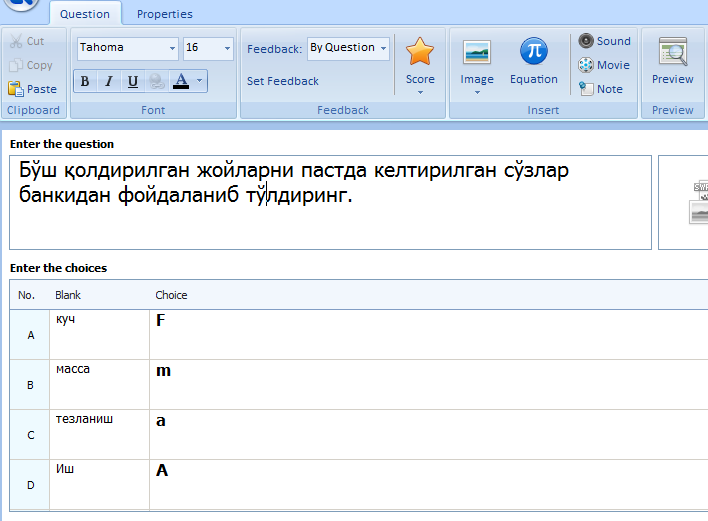 Question Properties
Cut
Copy
Paste
Clipboard
Tahoma 16
B I U A
Font
Feedback: By Question
Set Feedback
Feedback
Score
Image
Equation
Sound
Movie
Note
Insert
Preview
Preview
Enter the question
Бўш қолдирилган жойларни пастда келтирилган сўзлар
банкидан фойдаланиб тўлдиринг.
Enter the choices
No. Blank Choice
A куч F
B масса m
C тезланиш a
D Иш A